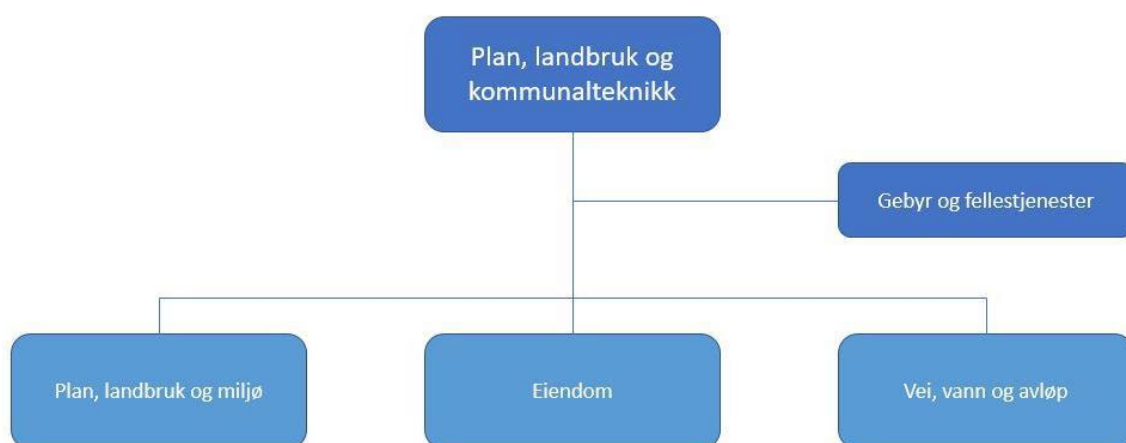 Plan, landbruk og
kommunalteknikk
Gebyr og fellestjenester
Plan, landbruk og miljø
Eiendom
Vei, vann og avløp